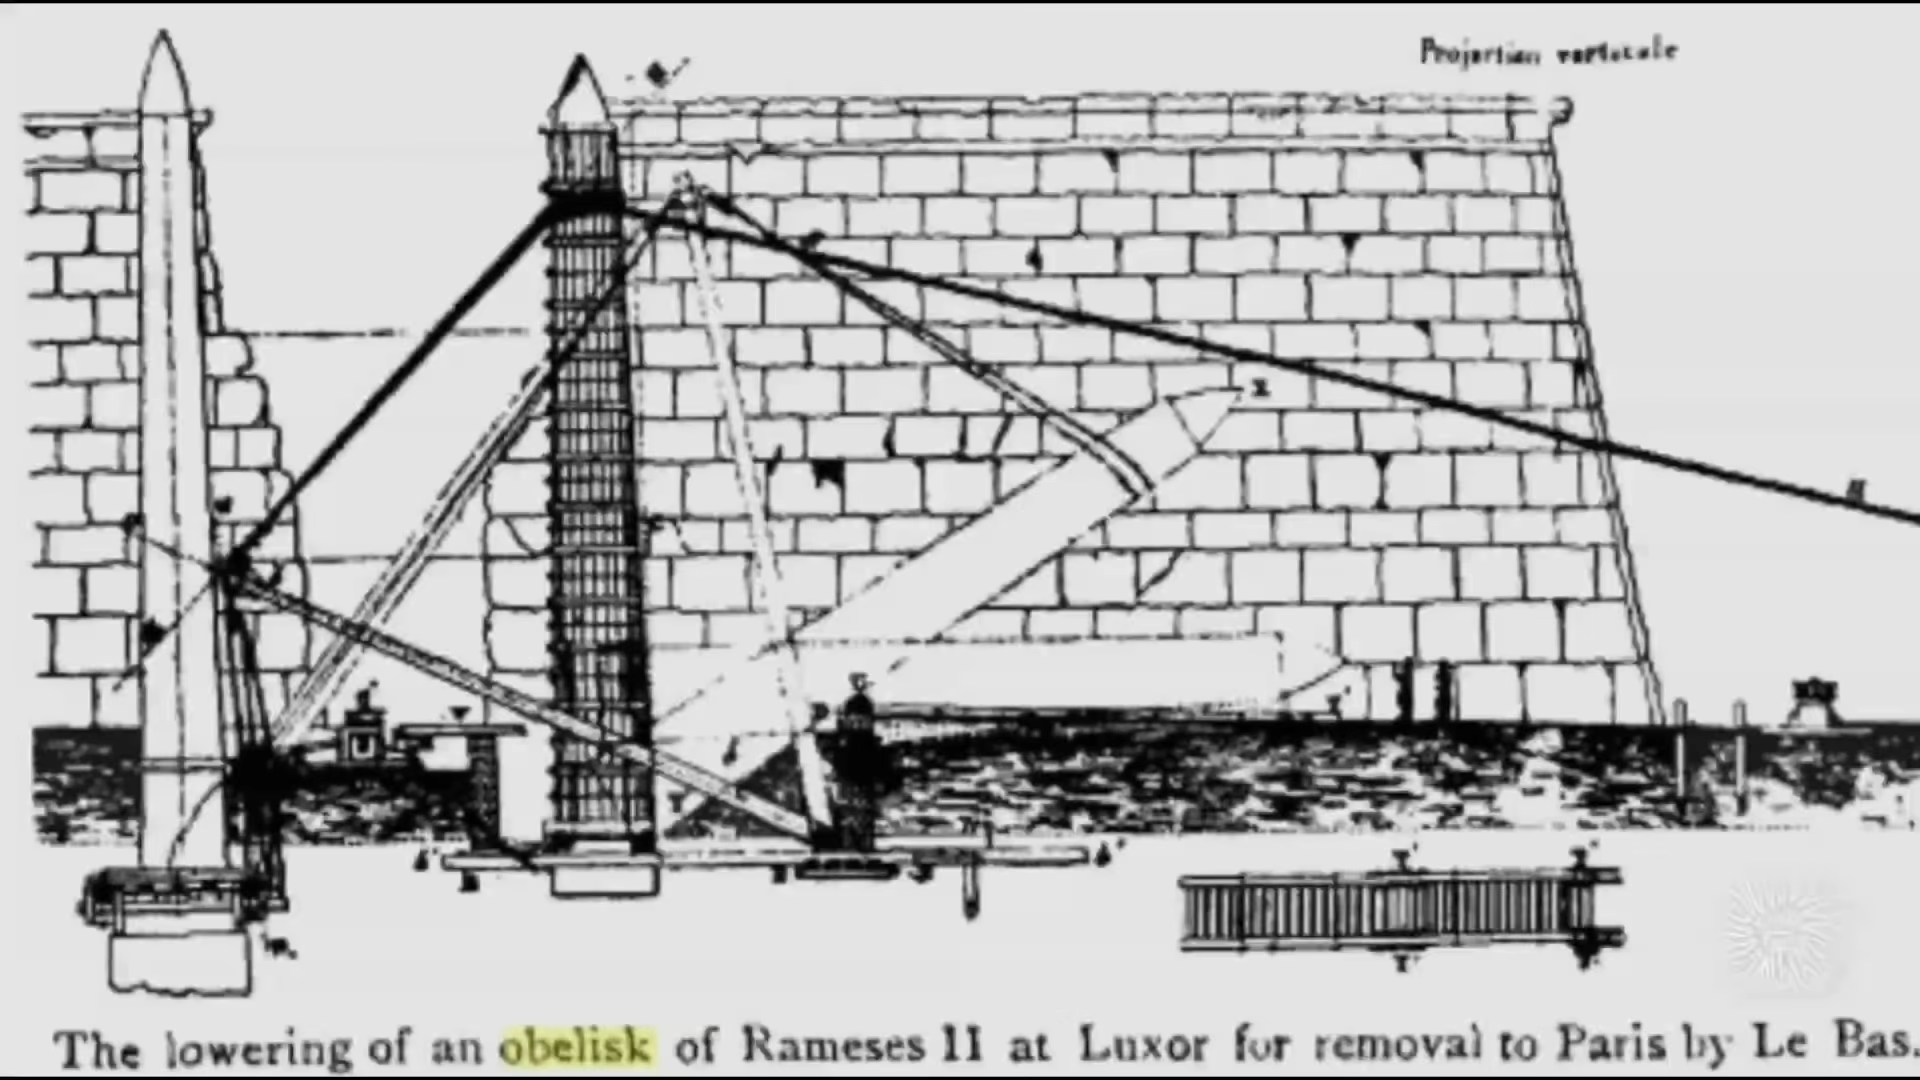 Projection verticale
The lowering of an obelisk of Rameses II at Luxor for removal to Paris by Le Bas.